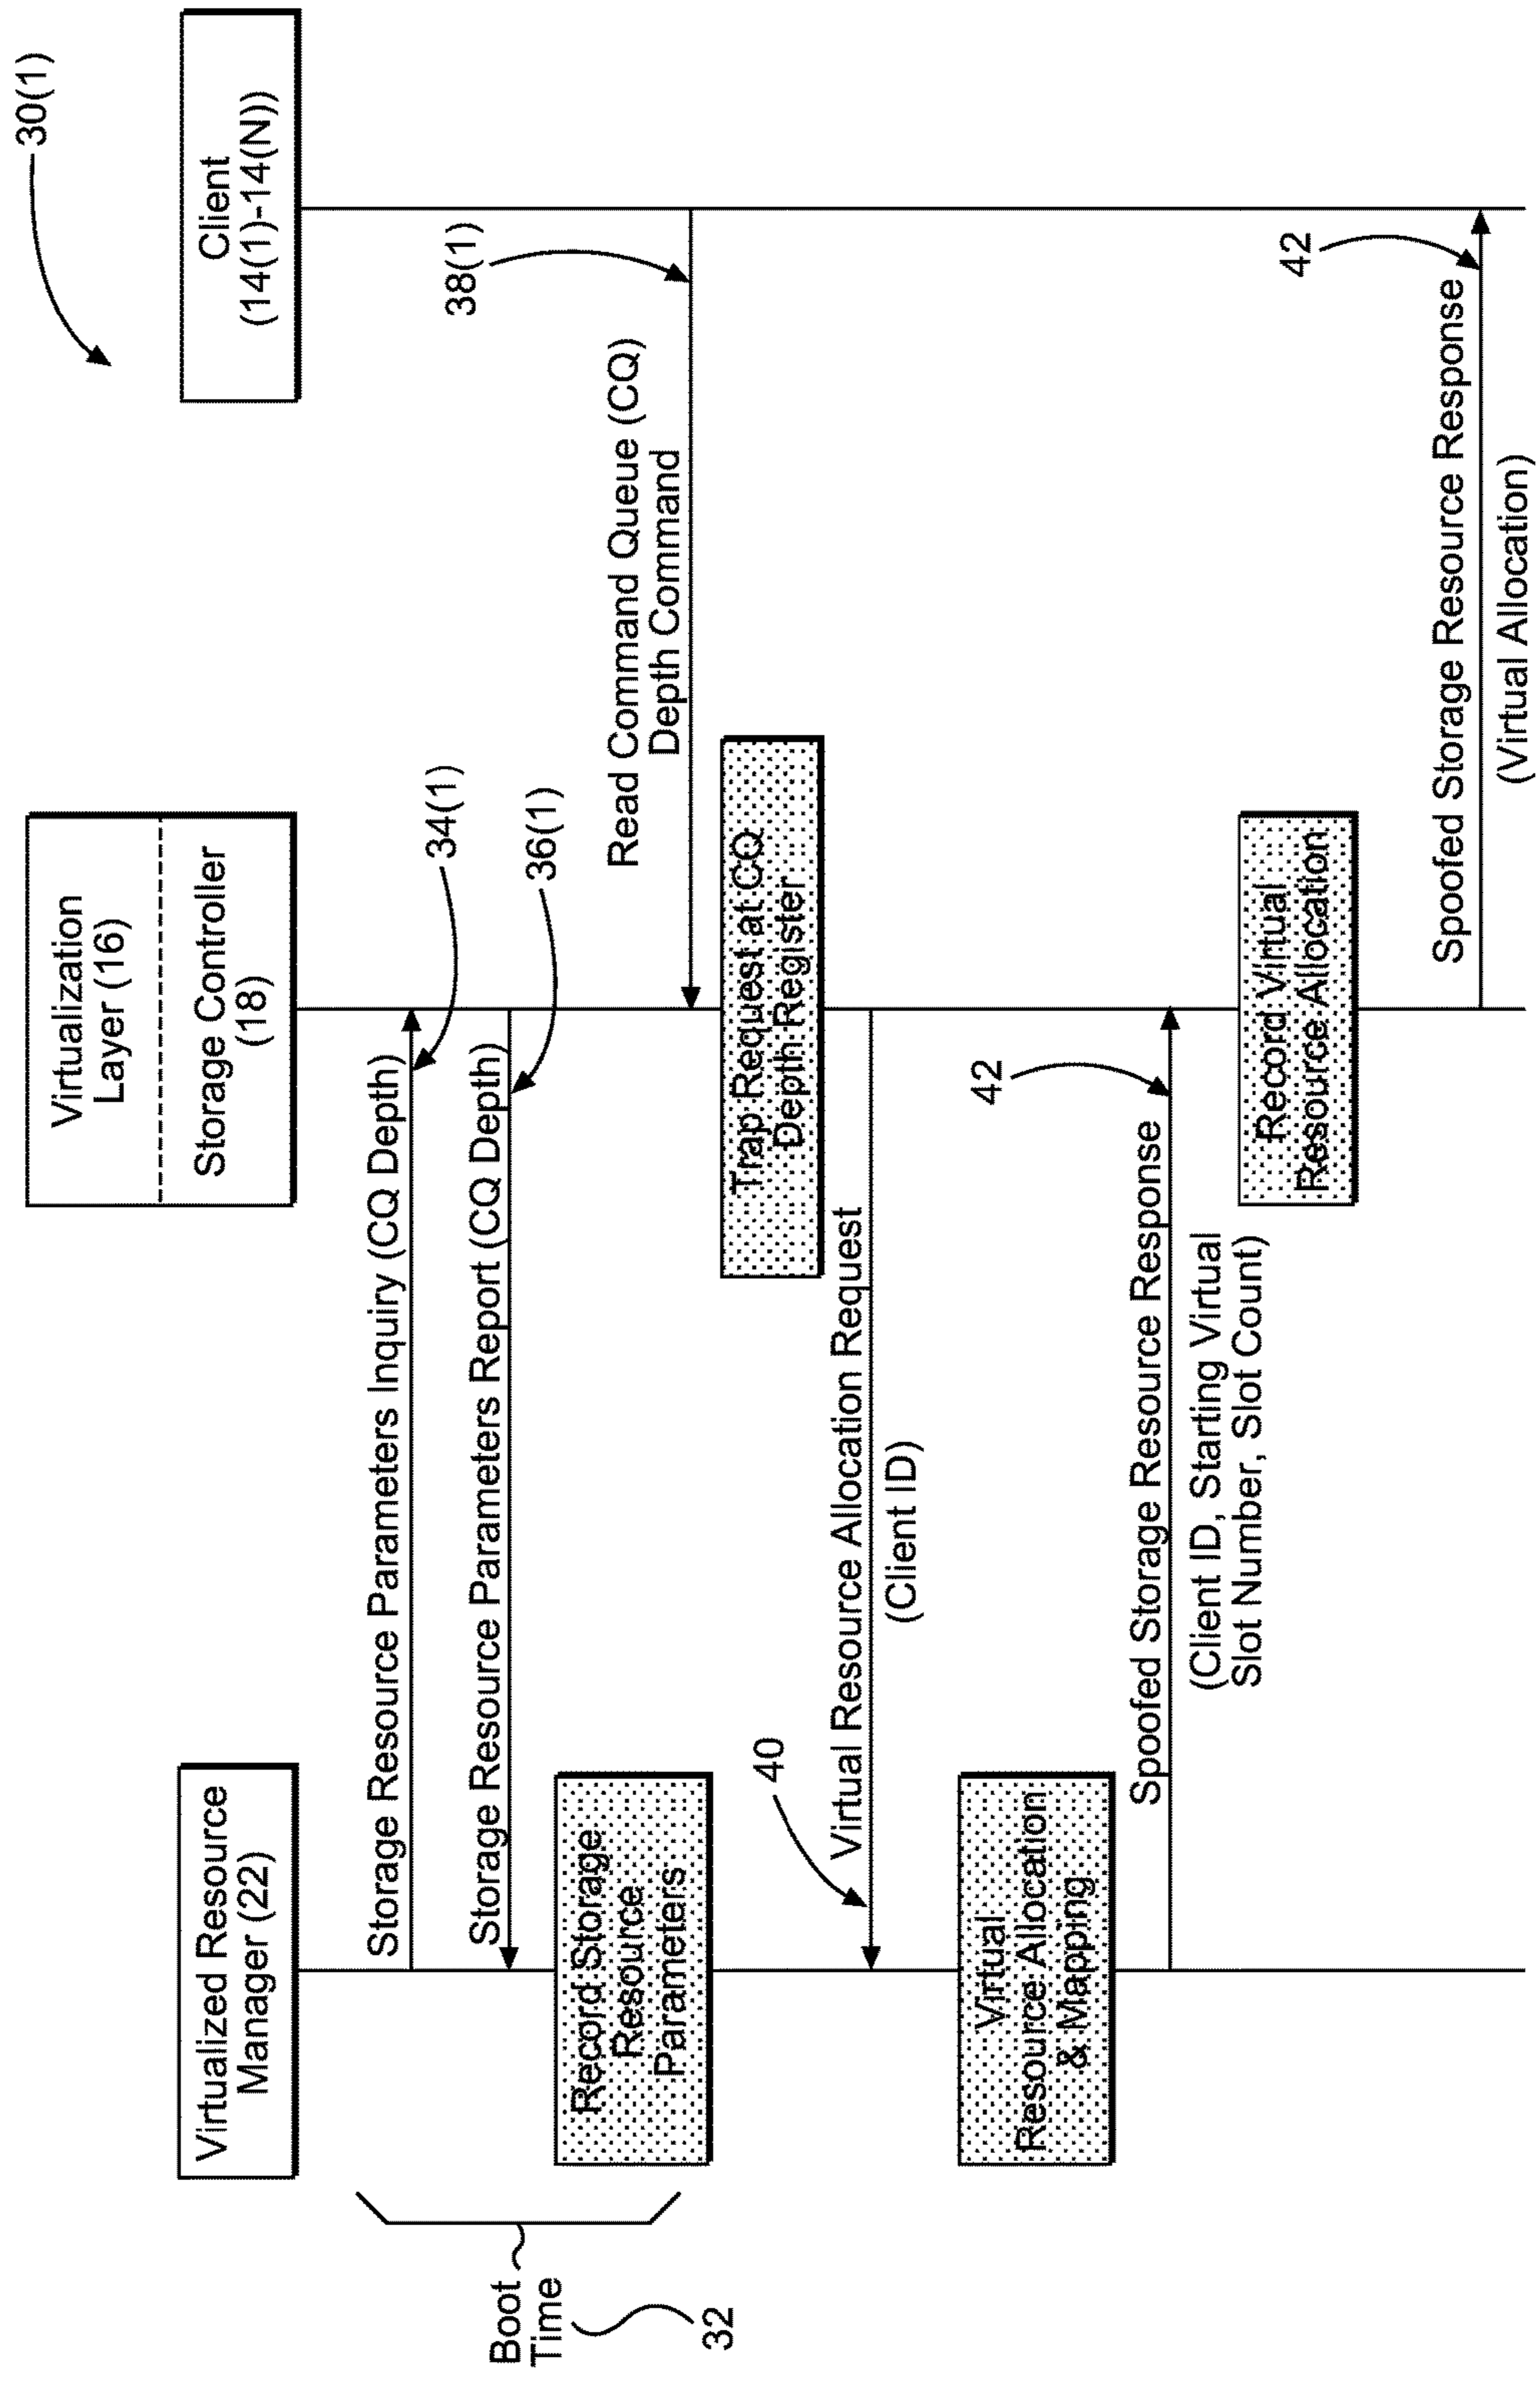 30(1)
Virtualized Resource
Manager (22)
Virtualization
Layer (16)
Storage Controller
(18)
Client
(14(1)-14(N))
Boot
Time
32
Storage Resource Parameters Inquiry (CQ Depth)
34(1)
Storage Resource Parameters Report (CQ Depth)
36(1)
Record Storage
Resource
Parameters
38(1)
Read Command Queue (CQ)
Depth Command
Trap Request at CQ
Depth Register
40
Virtual Resource Allocation Request
(Client ID)
Virtual
Resource Allocation
& Mapping
42
Spoofed Storage Resource Response
(Client ID, Starting Virtual
Slot Number, Slot Count)
Record Virtual
Resource Allocation
42
Spoofed Storage Resource Response
(Virtual Allocation)